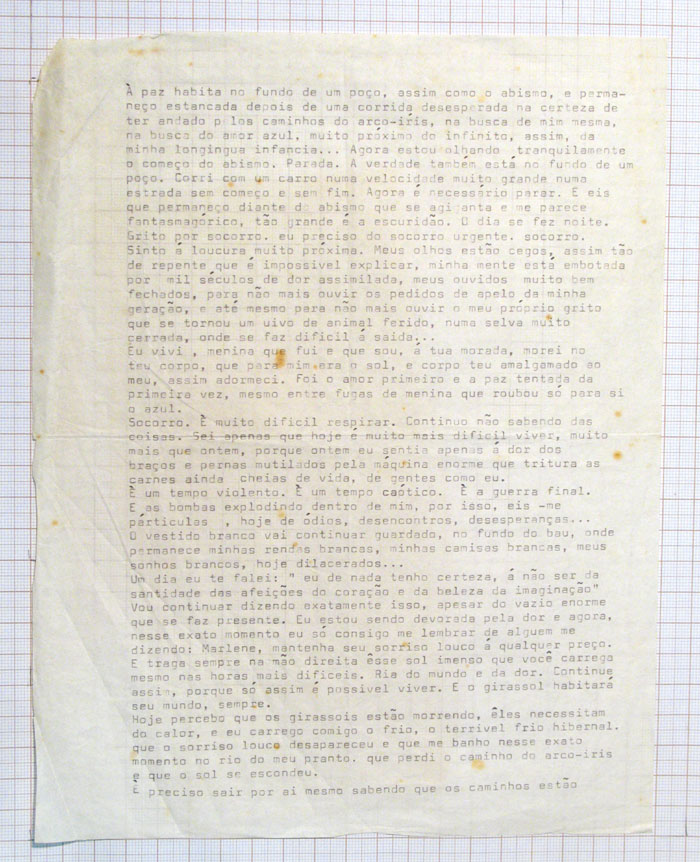 À paz habita no fundo de um poço, assim como o abismo, e perma-
neço estancada depois de uma corrida desesperada na certeza de
ter andado pelos caminhos do arco-íris, na busca de mim mesma,
na busca do amor azul, muito próximo do infinito, assim, da
minha longingua infancia... Agora estou olhando tranquilamente
o começo do abismo. Parada. A verdade também está no fundo de um
poço. Corri com um carro numa velocidade muito grande numa
estrada sem começo e sem fim. Agora é necessário parar. E eis
que permaneço diante do abismo que se agiganta e me parece
fantasmagórico, tão grande é a escuridão. O dia se fez noite.
Grito por socorro. eu preciso do socorro urgente. socorro.
Sinto á loucura muito próxima. Meus olhos estão cegos, assim tão
de repente que é impossivel explicar, minha mente está embotada
por mil séculos de dor assimilada, meus ouvidos muito bem
fechados, para não mais ouvir os pedidos de apelo da minha
geração, e até mesmo para não mais ouvir o meu próprio grito
que se tornou um uivo de animal ferido, numa selva muito
cerrada, onde se faz dificil á saida...
Eu vivi , menina que fui e que sou, á tua morada, morei no
teu corpo, que para mim era o sol, e corpo teu amalgamado ao
meu, assim adormeci. Foi o amor primeiro e a paz tentada da
primeira vez, mesmo entre fugas de menina que roubou só para si
o azul.
Socorro. È muito dificil respirar. Continuo não sabendo das
coisas. Sei apenas que hoje é muito mais dificil viver, muito
mais que ontem, porque ontem eu sentia apenas á dor dos
braços e pernas mutilados pela máquina enorme que tritura as
carnes ainda cheias de vida, de gentes como eu.
È um tempo violento. È um tempo caótico. È a guerra final.
E as bombas explodindo dentro de mim, por isso, eis -me
párticulas , hoje de ódios, desencontros, desesperanças...
O vestido branco vai continuar guardado, no fundo do bau, onde
permanece minhas rendas brancas, minhas camisas brancas, meus
sonhos brancos, hoje dilacerados...
Um dia eu te falei: " eu de nada tenho certeza, á não ser da
santidade das afeições do coração e da beleza da imaginação"
Vou continuar dizendo exatamente isso, apesar do vazio enorme
que se faz presente. Eu estou sendo devorada pela dor e agora,
nesse exato momento eu só consigo me lembrar de alguem me
dizendo: Marlene, mantenha seu sorriso louco á qualquer preço.
E traga sempre na mão direita êsse sol imenso que você carrega
mesmo nas horas mais dificeis. Ria do mundo e da dor. Continue
assim, porque só assim é possivel viver. E o girassol habitará
seu mundo, sempre.
Hoje percebo que os girassois estão morrendo, êles necessitam
do calor, e eu carrego comigo o frio, o terrivel frio hibernal.
que o sorriso louco desapareceu e que me banho nesse exato
momento no rio do meu pranto. que perdi o caminho do arco-iris
e que o sol se escondeu.
È preciso sair por ai mesmo sabendo que os caminhos estão